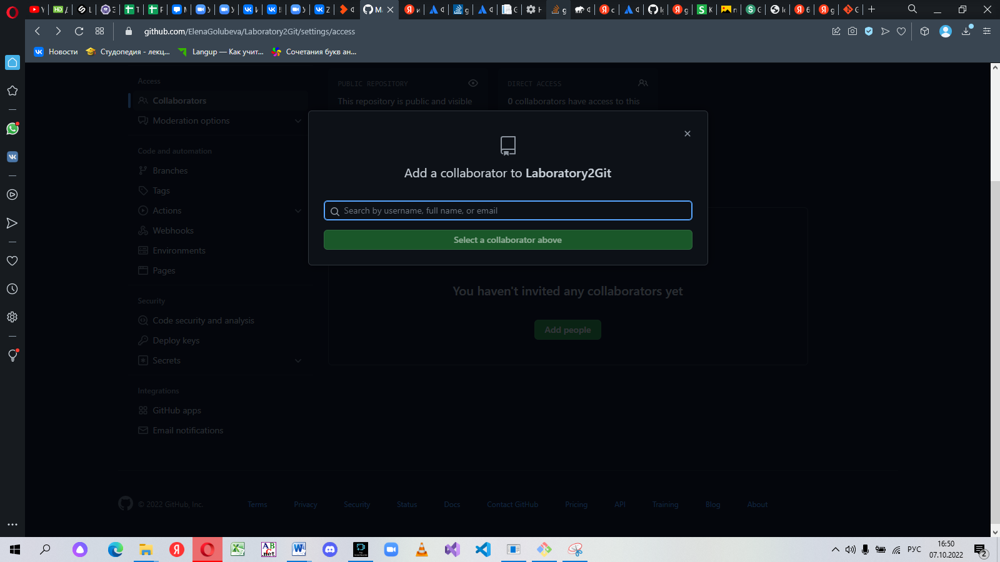 github.com/ElenaGolubeva/Laboratory2Git/settings/access
Новости
Студопедия - лекц...
Langup — Как учит...
Сочетания букв ан...
Access
Collaborators
Moderation options
Code and automation
Branches
Tags
Actions
Webhooks
Environments
Pages
Security
Code security and analysis
Deploy keys
Secrets
Integrations
GitHub apps
Email notifications
PUBLIC REPOSITORY
This repository is public and visible
DIRECT ACCESS
0 collaborators have access to this
Add a collaborator to Laboratory2Git
Search by username, full name, or email
Select a collaborator above
You haven't invited any collaborators yet
Add people
© 2022 GitHub, Inc.
Terms
Privacy
Security
Status
Docs
Contact GitHub
Pricing
API
Training
Blog
About
РУС
16:50
07.10.2022
2